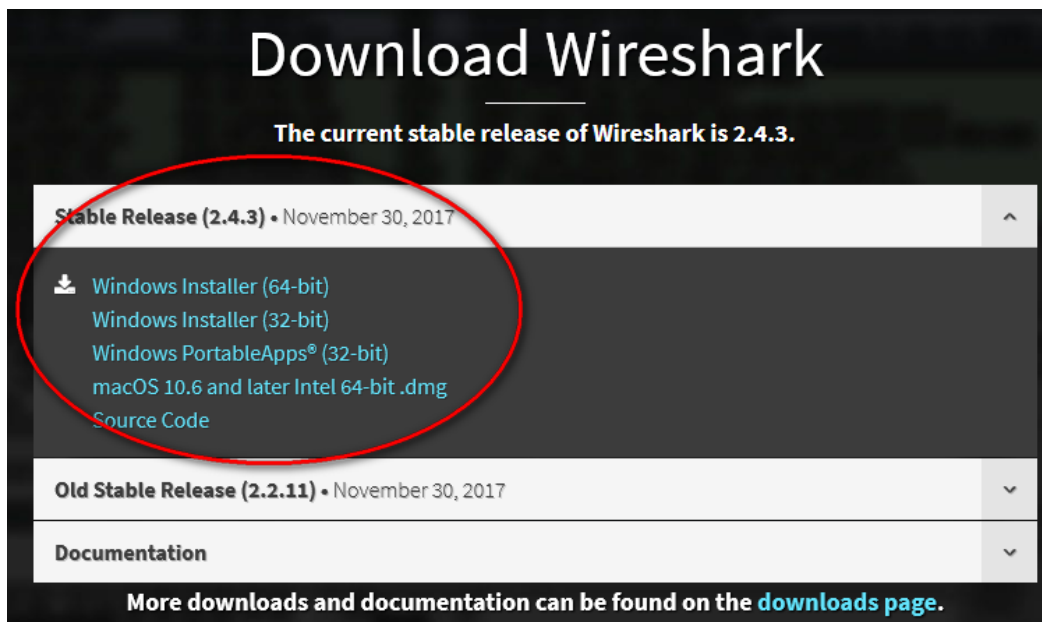 Download Wireshark
The current stable release of Wireshark is 2.4.3.
Stable Release (2.4.3) • November 30, 2017
Windows Installer (64-bit)
Windows Installer (32-bit)
Windows PortableApps® (32-bit)
macOS 10.6 and later Intel 64-bit .dmg
Source Code
Old Stable Release (2.2.11) • November 30, 2017
Documentation
More downloads and documentation can be found on the downloads page.